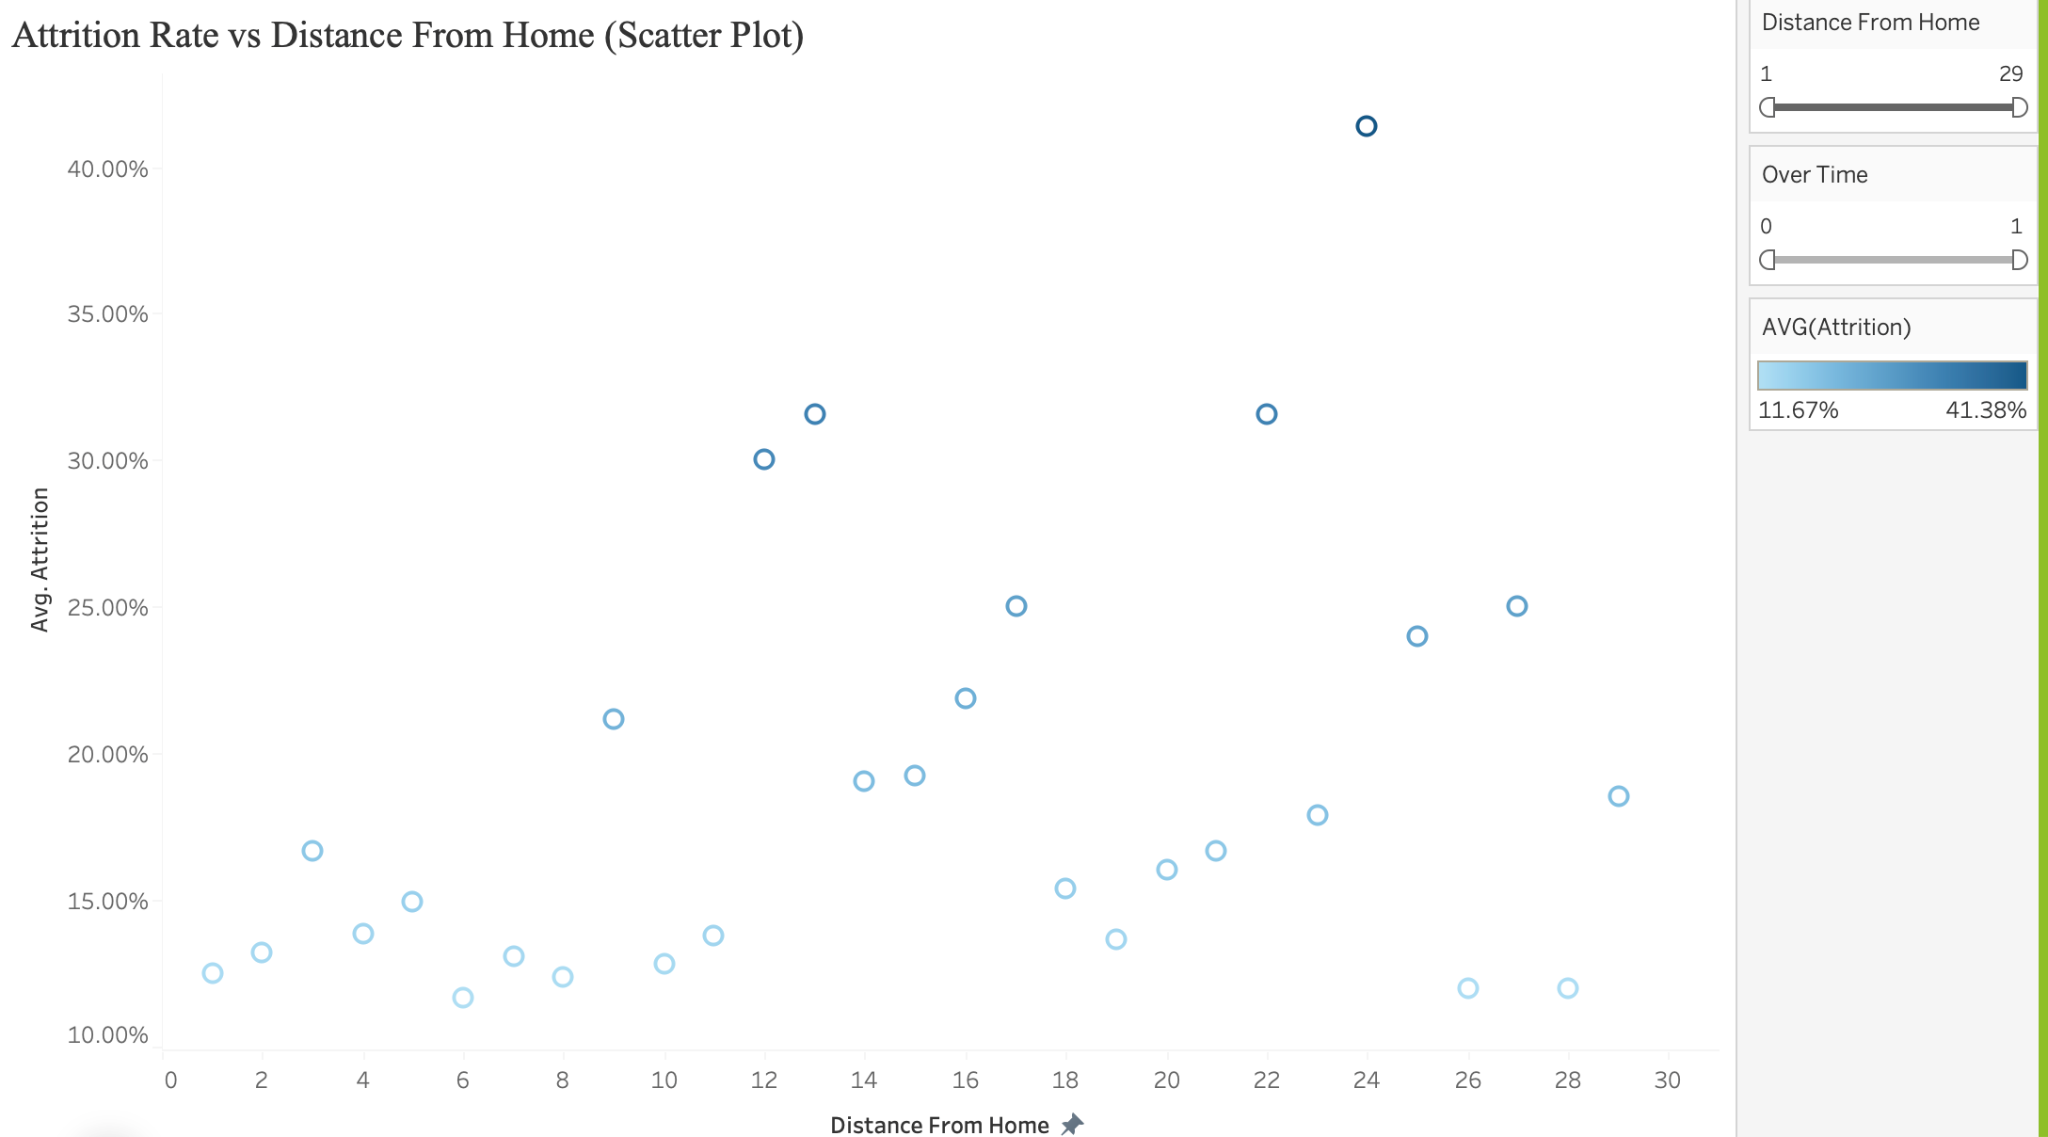 Attrition Rate vs Distance From Home (Scatter Plot)
40.00%
35.00%
30.00%
25.00%
20.00%
15.00%
10.00%
Avg. Attrition
0 2 4 6 8 10 12 14 16 18 20 22 24 26 28 30
Distance From Home
Distance From Home
1 29
Over Time
0 1
AVG(Attrition)
11.67% 41.38%